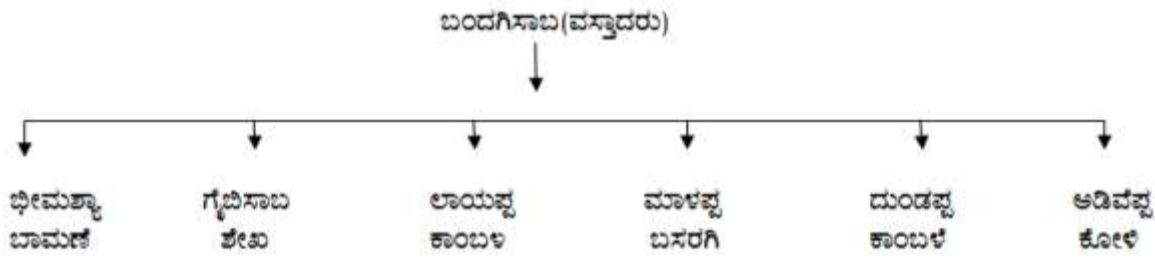 ಬಂದಗಿಸಾಬ(ವಸ್ತಾದರು)
ಭೀಮಶ್ಯಾ ಗೈಬಿಸಾಬ ಲಾಯಪ್ಪ ಮಾಳಪ್ಪ ದುಂಡಪ್ಪ ಅಡಿವೆಪ್ಪ
ಬಾಮಣೆ ಶೇಖ ಕಾಂಬಳಿ ಬಸರಗಿ ಕಾಂಬಳೆ ಕೋಳಿ